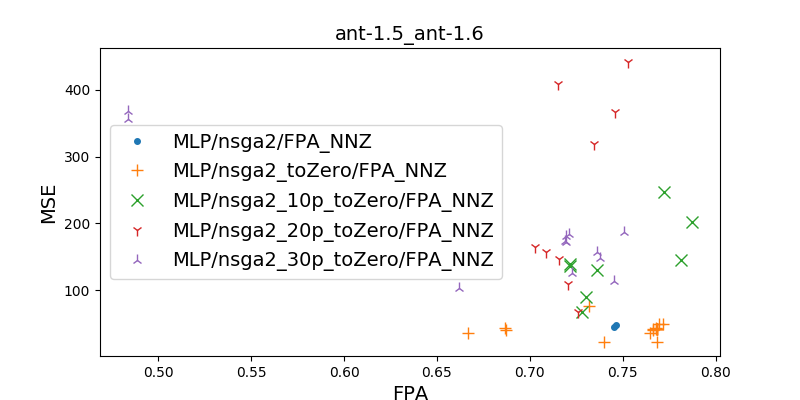 ant-1.5_ant-1.6
MSE
400
300
200
100
MLP/nsga2/FPA_NNZ
MLP/nsga2_toZero/FPA_NNZ
MLP/nsga2_10p_toZero/FPA_NNZ
MLP/nsga2_20p_toZero/FPA_NNZ
MLP/nsga2_30p_toZero/FPA_NNZ
0.50 0.55 0.60 0.65 0.70 0.75 0.80
FPA